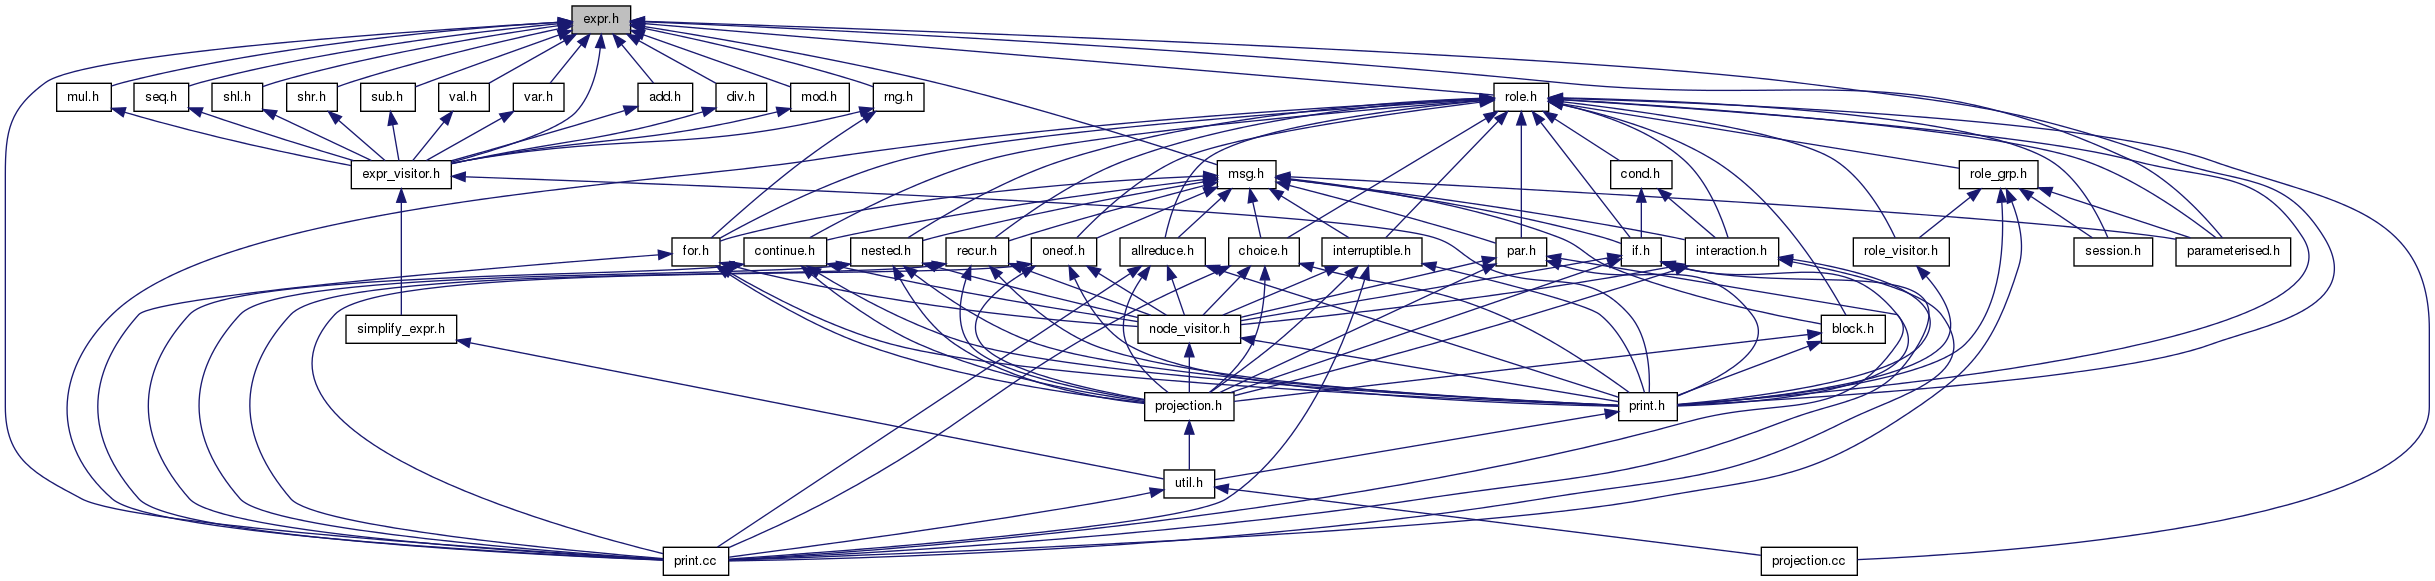 expr.h
mul.h
seq.h
shl.h
shr.h
sub.h
val.h
var.h
add.h
div.h
mod.h
rng.h
role.h
expr_visitor.h
msg.h
cond.h
role_grp.h
for.h
continue.h
nested.h
recur.h
oneof.h
allreduce.h
choice.h
interruptible.h
par.h
if.h
interaction.h
role_visitor.h
session.h
parameterised.h
simplify_expr.h
node_visitor.h
block.h
projection.h
print.h
util.h
print.cc
projection.cc